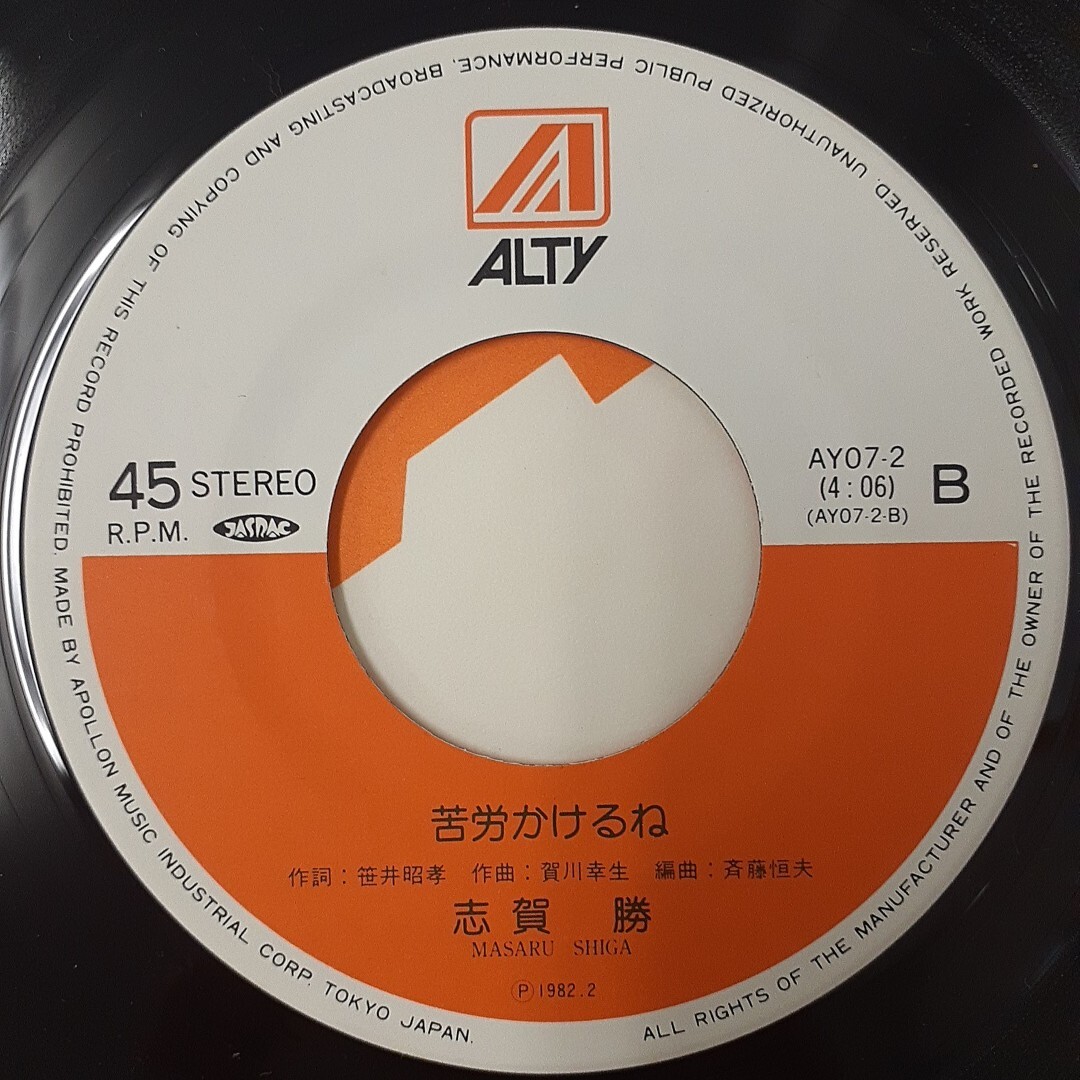 ALTY
45 STEREO
R.P.M. JASRAC
AY07-2
(4:06) B
(AY07-2-B)
苦労かけるね
作詞：笹井昭孝 作曲：賀川幸生 編曲：斉藤恒夫
志賀 勝
MASARU SHIGA
Ⓟ1982.2
ALL RIGHTS OF THE MANUFACTURER AND OF THE OWNER OF THE RECORDED WORK RESERVED. UNAUTHORIZED PUBLIC PERFORMANCE, BROADCASTING AND COPYING OF THIS RECORD PROHIBITED. MADE BY APOLLON MUSIC INDUSTRIAL CORP. TOKYO JAPAN.